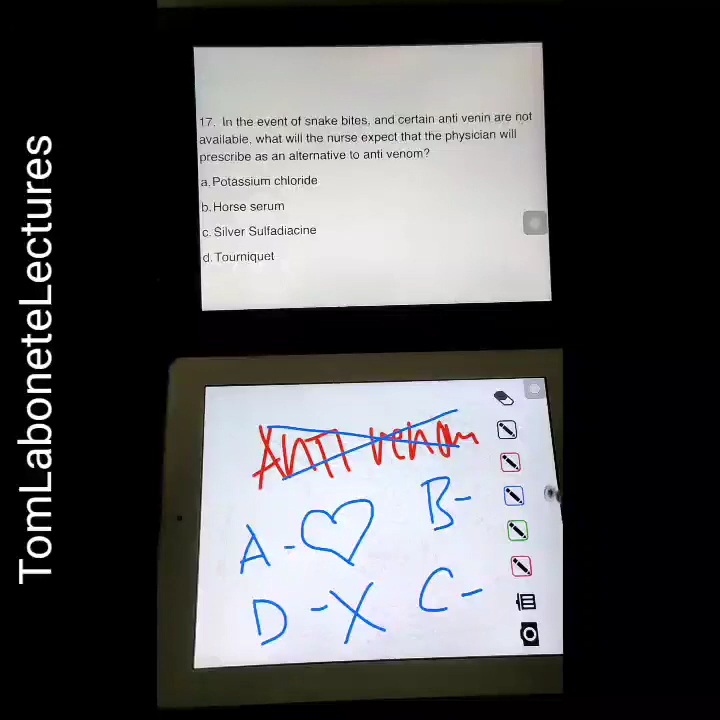 TomLaboneteLectures
17. In the event of snake bites, and certain anti venin are not
available, what will the nurse expect that the physician will
prescribe as an alternative to anti venom?
a. Potassium chloride
b. Horse serum
c. Silver Sulfadiacine
d. Tourniquet
Anti venom
A - B -
D - X C -